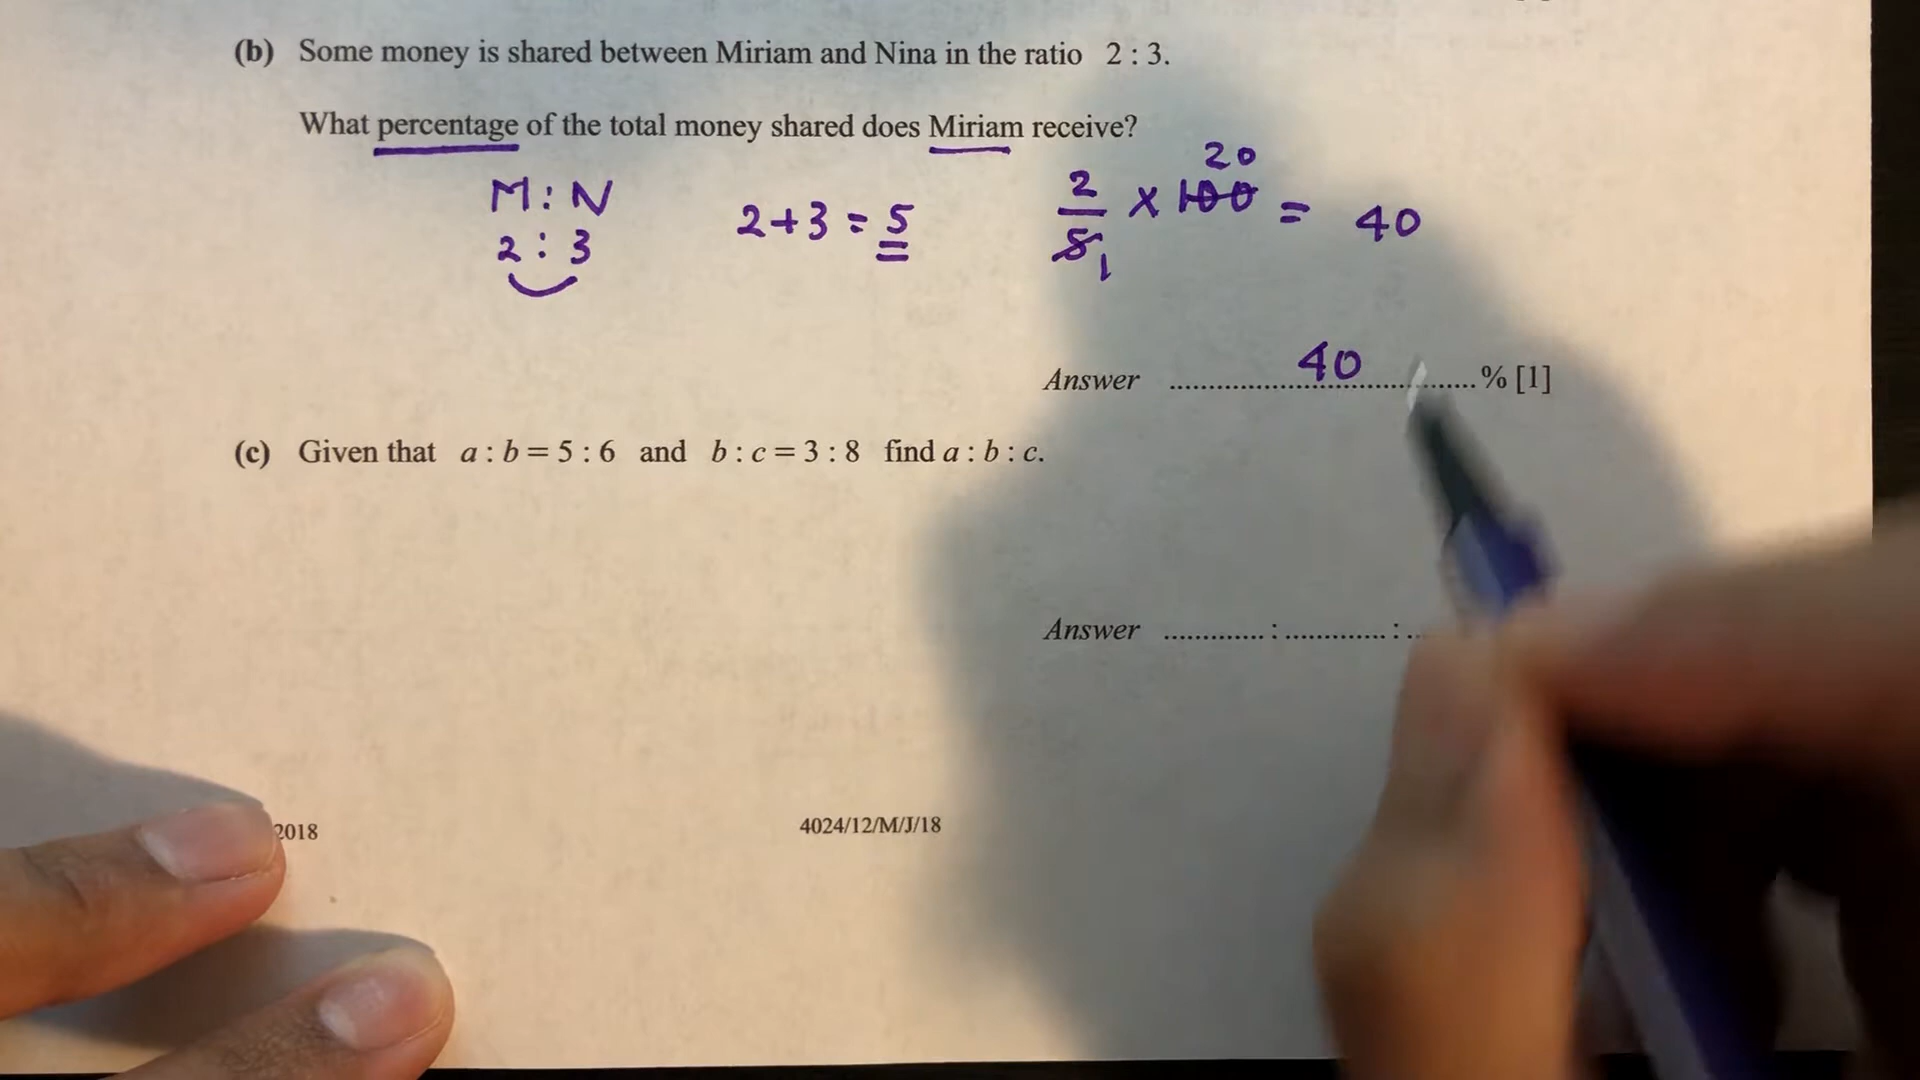 (b) Some money is shared between Miriam and Nina in the ratio 2 : 3.
What percentage of the total money shared does Miriam receive?
M : N
2 : 3
2 + 3 = 5
2/5 1 × 100 20 = 40
Answer .................40............... % [1]
(c) Given that a : b = 5 : 6 and b : c = 3 : 8 find a : b : c.
Answer ............. : ............. : ..
2018
4024/12/M/J/18